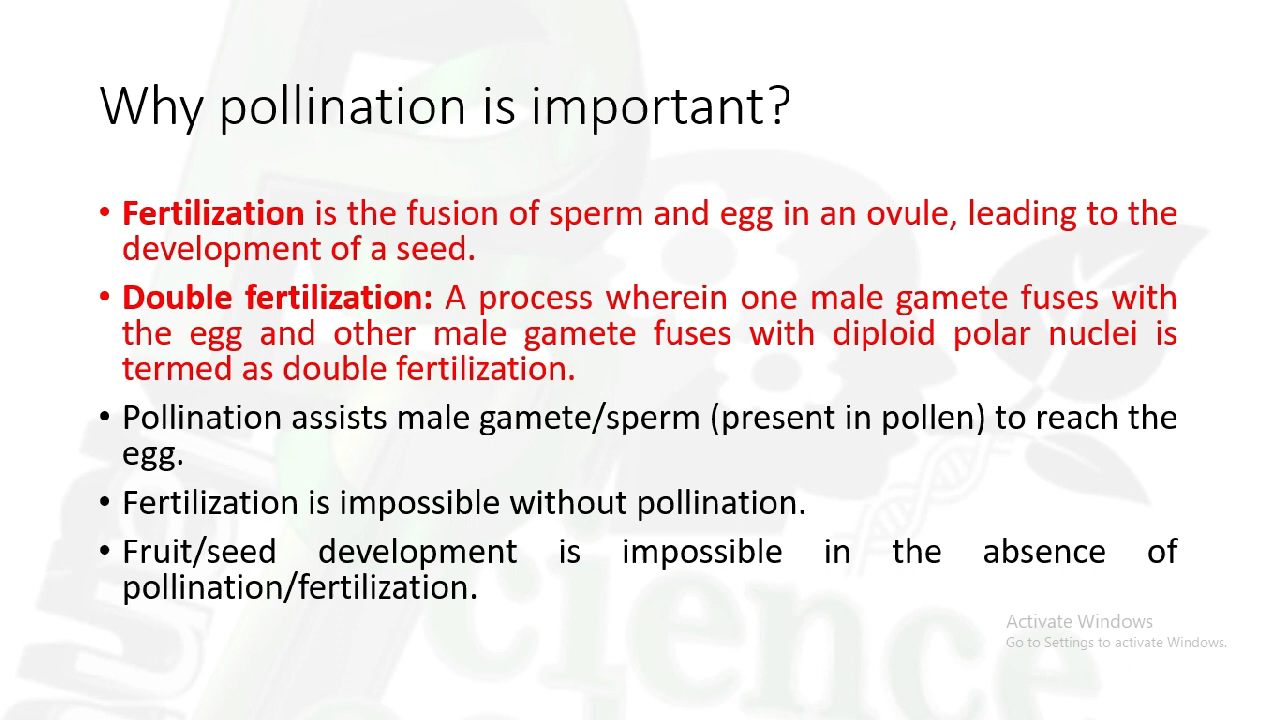 Why pollination is important?
• Fertilization is the fusion of sperm and egg in an ovule, leading to the
development of a seed.
• Double fertilization: A process wherein one male gamete fuses with
the egg and other male gamete fuses with diploid polar nuclei is
termed as double fertilization.
• Pollination assists male gamete/sperm (present in pollen) to reach the
egg.
• Fertilization is impossible without pollination.
• Fruit/seed development is impossible in the absence of
pollination/fertilization.
Activate Windows
Go to Settings to activate Windows.